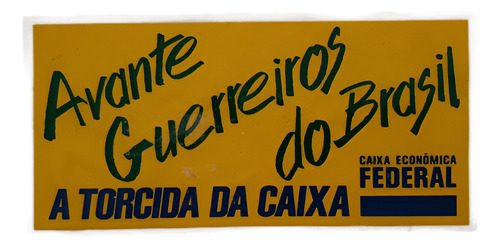 Avante
Guerreiros
do Brasil
A TORCIDA DA CAIXA
CAIXA ECONÔMICA
FEDERAL